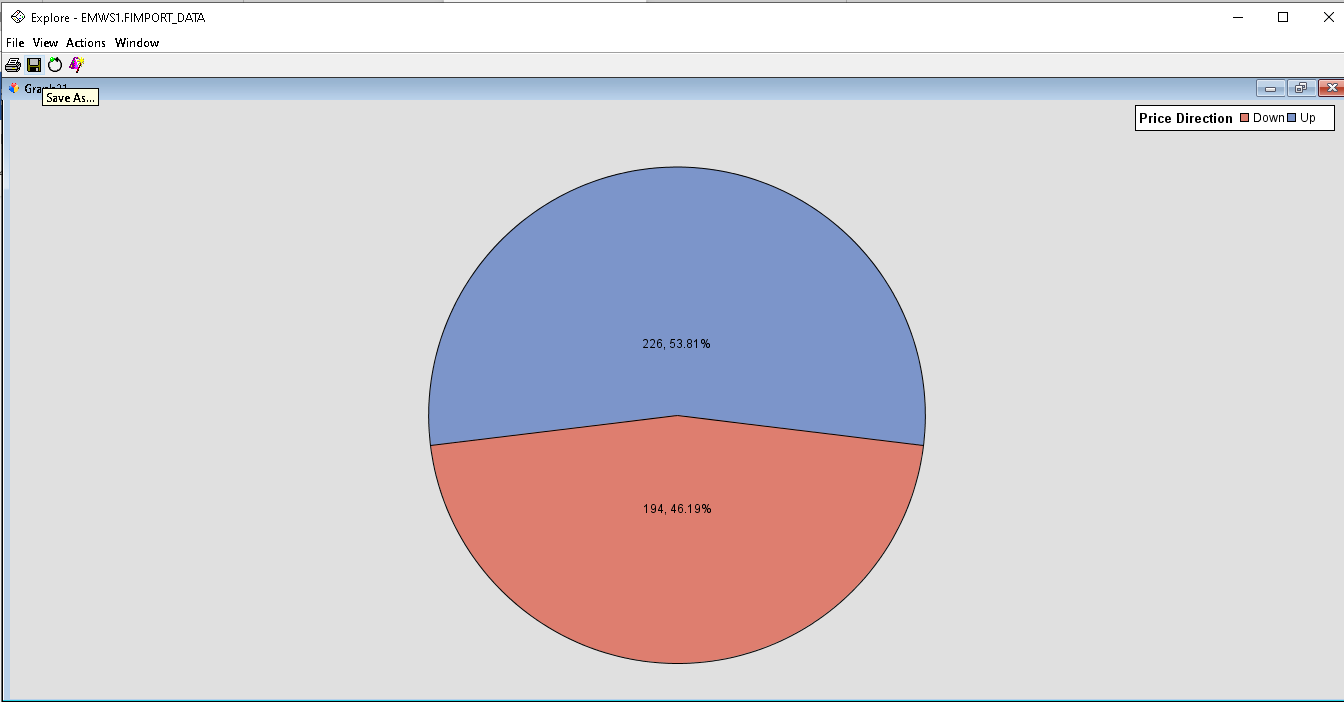 Explore - EMWS1.FIMPORT_DATA
File View Actions Window
Save As...
Price Direction Down Up
226, 53.81%
194, 46.19%